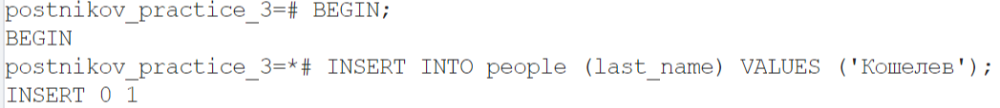 postnikov_practice_3=# BEGIN;
BEGIN
postnikov_practice_3=*# INSERT INTO people (last_name) VALUES ('Кошелев');
INSERT 0 1